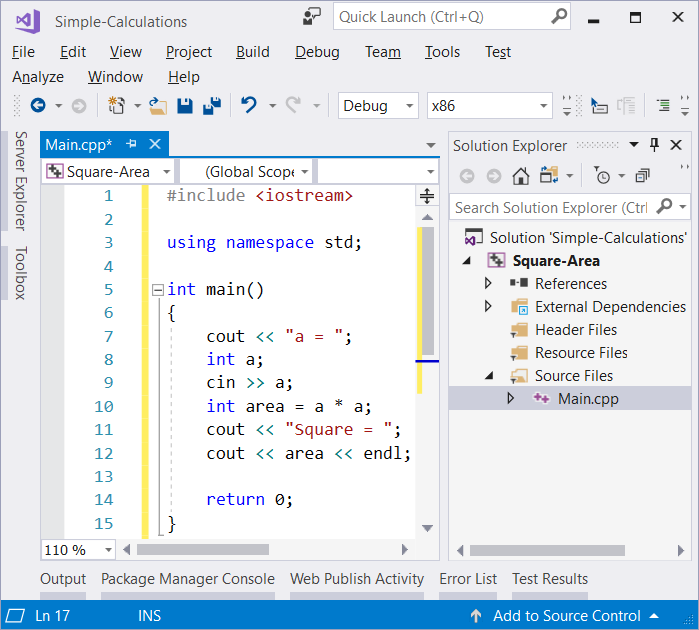 Simple-Calculations
Quick Launch (Ctrl+Q)
File Edit View Project Build Debug Team Tools Test
Analyze Window Help
Debug x86
Server Explorer
Toolbox
Main.cpp*
Square-Area (Global Scope
1 #include <iostream>
2
3 using namespace std;
4
5 int main()
6 {
7 cout << "a = ";
8 int a;
9 cin >> a;
10 int area = a * a;
11 cout << "Square = ";
12 cout << area << endl;
13
14 return 0;
15 }
110 %
Solution Explorer
Search Solution Explorer (Ctrl
Solution 'Simple-Calculations'
Square-Area
References
External Dependencies
Header Files
Resource Files
Source Files
Main.cpp
Output Package Manager Console Web Publish Activity Error List Test Results
Ln 17 INS Add to Source Control